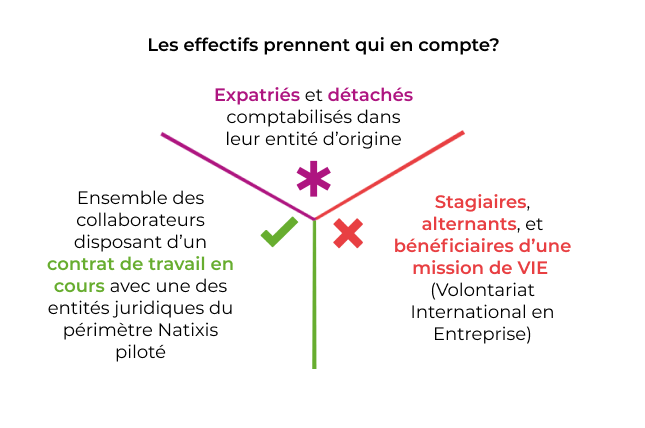 Les effectifs prennent qui en compte?
Expatriés et détachés
comptabilisés dans
leur entité d'origine
Ensemble des
collaborateurs
disposant d'un
contrat de travail en
cours avec une des
entités juridiques du
périmètre Natixis
piloté
Stagiaires,
alternants, et
bénéficiaires d'une
mission de VIE
(Volontariat
International en
Entreprise)